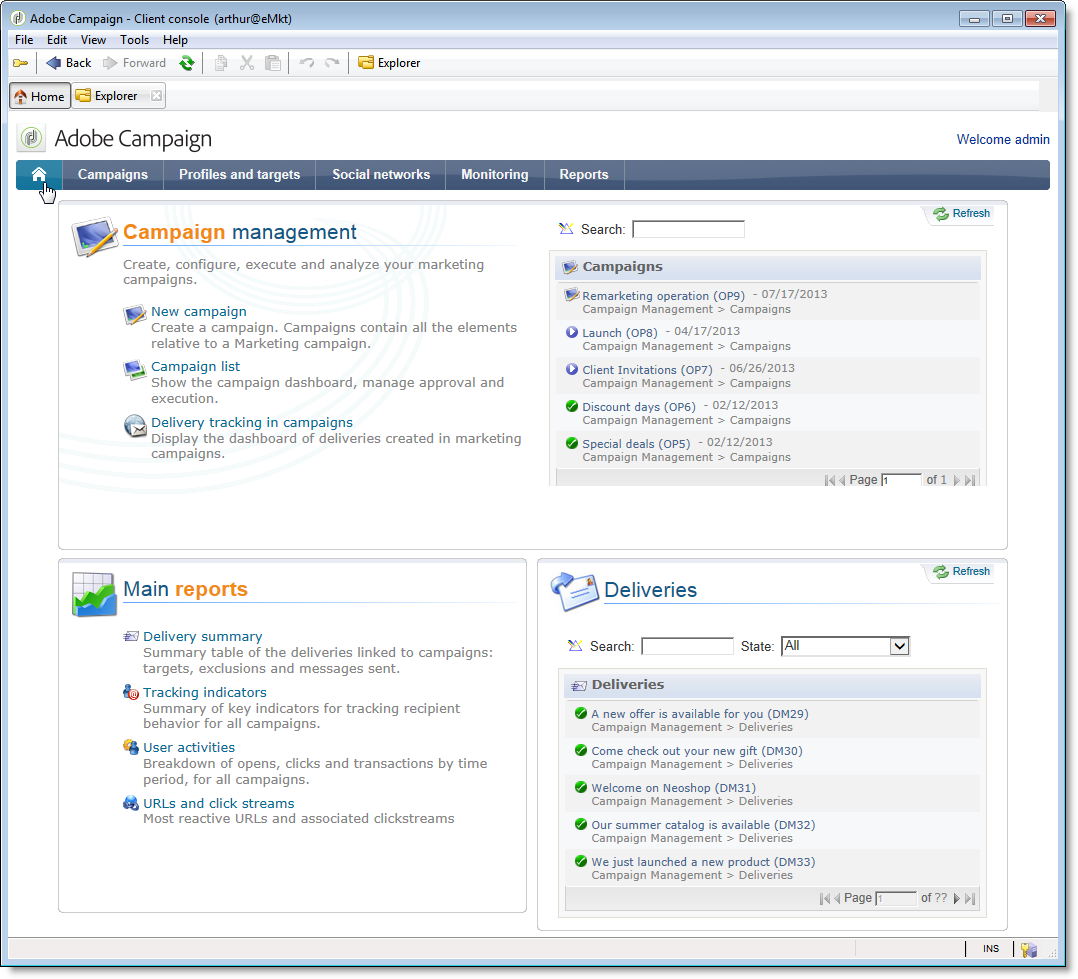 Adobe Campaign - Client console (arthur@eMkt)
File Edit View Tools Help
Back Forward Explorer
Home Explorer
Adobe Campaign
Welcome admin
Campaigns Profiles and targets Social networks Monitoring Reports
Campaign management
Create, configure, execute and analyze your marketing
campaigns.
New campaign
Create a campaign. Campaigns contain all the elements
relative to a Marketing campaign.
Campaign list
Show the campaign dashboard, manage approval and
execution.
Delivery tracking in campaigns
Display the dashboard of deliveries created in marketing
campaigns.
Refresh
Search:
Campaigns
Remarketing operation (OP9) - 07/17/2013
Campaign Management > Campaigns
Launch (OP8) - 04/17/2013
Campaign Management > Campaigns
Client Invitations (OP7) - 06/26/2013
Campaign Management > Campaigns
Discount days (OP6) - 02/12/2013
Campaign Management > Campaigns
Special deals (OP5) - 02/12/2013
Campaign Management > Campaigns
Page 1 of 1
Main reports
Delivery summary
Summary table of the deliveries linked to campaigns:
targets, exclusions and messages sent.
Tracking indicators
Summary of key indicators for tracking recipient
behavior for all campaigns.
User activities
Breakdown of opens, clicks and transactions by time
period, for all campaigns.
URLs and click streams
Most reactive URLs and associated clickstreams
Refresh
Deliveries
Search: State: All
Deliveries
A new offer is available for you (DM29)
Campaign Management > Deliveries
Come check out your new gift (DM30)
Campaign Management > Deliveries
Welcome on Neoshop (DM31)
Campaign Management > Deliveries
Our summer catalog is available (DM32)
Campaign Management > Deliveries
We just launched a new product (DM33)
Campaign Management > Deliveries
Page 1 of ??
INS